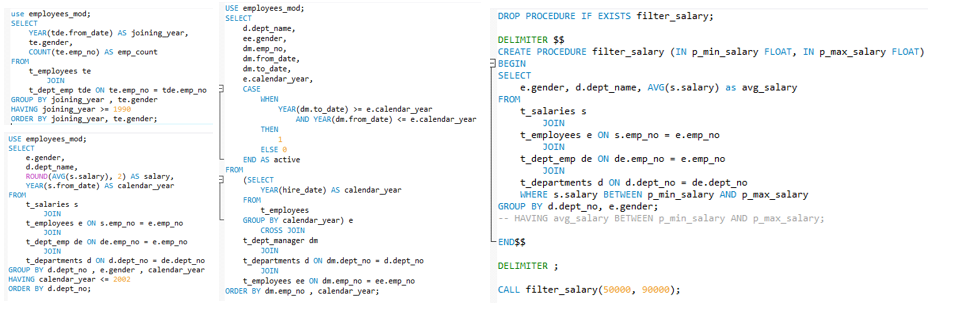 use employees_mod;
SELECT
YEAR(tde.from_date) AS joining_year,
te.gender,
COUNT(te.emp_no) AS emp_count
FROM
t_employees te
JOIN
t_dept_emp tde ON te.emp_no = tde.emp_no
GROUP BY joining_year , te.gender
HAVING joining_year >= 1990
ORDER BY joining_year, te.gender;
USE employees_mod;
SELECT
e.gender,
d.dept_name,
ROUND(AVG(s.salary), 2) AS salary,
YEAR(s.from_date) AS calendar_year
FROM
t_salaries s
JOIN
t_employees e ON s.emp_no = e.emp_no
JOIN
t_dept_emp de ON de.emp_no = e.emp_no
JOIN
t_departments d ON d.dept_no = de.dept_no
GROUP BY d.dept_no , e.gender , calendar_year
HAVING calendar_year <= 2002
ORDER BY d.dept_no;
USE employees_mod;
SELECT
d.dept_name,
ee.gender,
dm.emp_no,
dm.from_date,
dm.to_date,
e.calendar_year,
CASE
WHEN
YEAR(dm.to_date) >= e.calendar_year
AND YEAR(dm.from_date) <= e.calendar_year
THEN
1
ELSE 0
END AS active
FROM
(SELECT
YEAR(hire_date) AS calendar_year
FROM
t_employees
GROUP BY calendar_year) e
CROSS JOIN
t_dept_manager dm
JOIN
t_departments d ON dm.dept_no = d.dept_no
JOIN
t_employees ee ON dm.emp_no = ee.emp_no
ORDER BY dm.emp_no , calendar_year;
DROP PROCEDURE IF EXISTS filter_salary;
DELIMITER $$
CREATE PROCEDURE filter_salary (IN p_min_salary FLOAT, IN p_max_salary FLOAT)
BEGIN
SELECT
e.gender, d.dept_name, AVG(s.salary) as avg_salary
FROM
t_salaries s
JOIN
t_employees e ON s.emp_no = e.emp_no
JOIN
t_dept_emp de ON de.emp_no = e.emp_no
JOIN
t_departments d ON d.dept_no = de.dept_no
WHERE s.salary BETWEEN p_min_salary AND p_max_salary
GROUP BY d.dept_no, e.gender;
-- HAVING avg_salary BETWEEN p_min_salary AND p_max_salary;
END$$
DELIMITER ;
CALL filter_salary(50000, 90000);